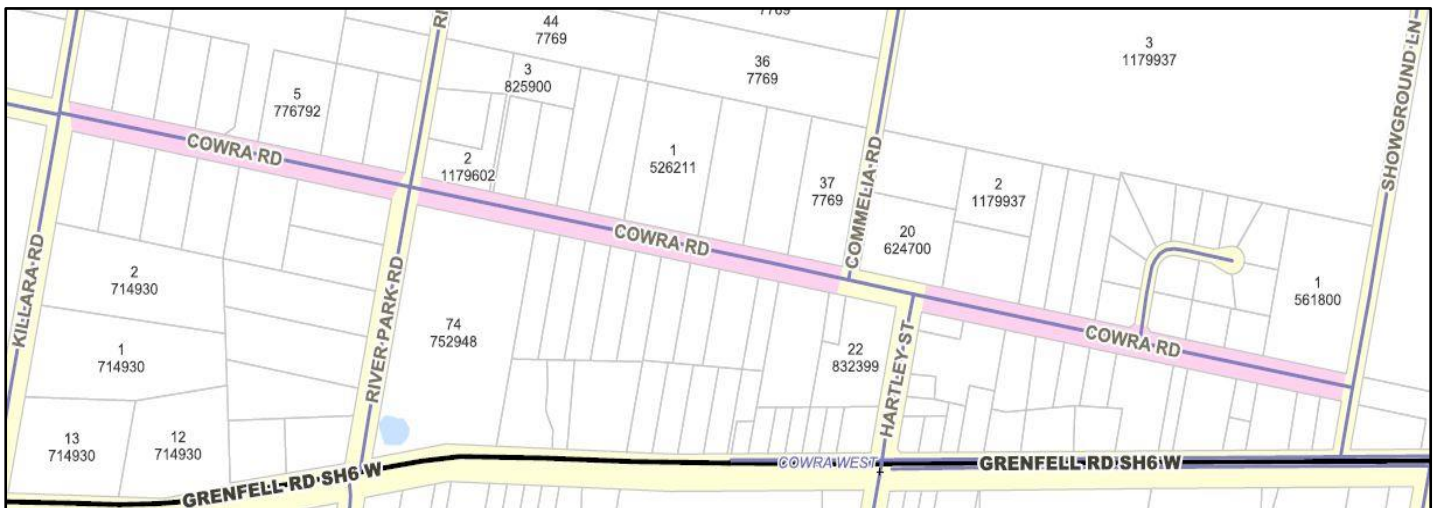 44
7769
7769
RI
3
1179937
36
7769
3
825900
SHOWGROUND LN
5
776792
COWRA RD
1
526211
2
1179602
37
7769
COMMELIA RD
2
1179937
20
624700
COWRA RD
KILLARA RD
2
714930
RIVER PARK RD
1
561800
74
752948
COWRA RD
1
714930
22
832399
HARTLEY ST
13
714930
12
714930
COWRA WEST
GRENFELL RD SH6 W
GRENFELL RD SH6 W